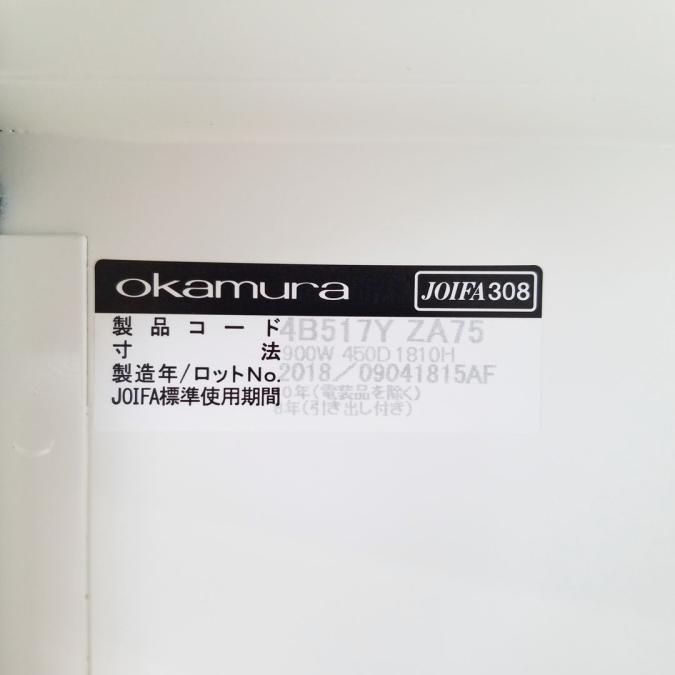 okamura JOIFA308
製品コード 4B517Y ZA75
寸法 900W 450D 1810H
製造年/ロットNo. 2018/09041815AF
JOIFA標準使用期間 0年(電装品を除く)
8年(引き出し付き)